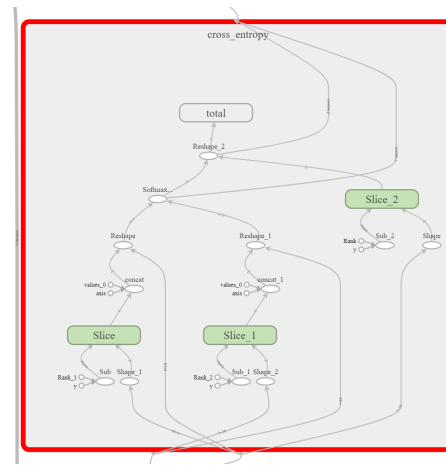 cross_entropy
total
Reshape_2
Softmax...
Slice_2
Reshape
Reshape_1
Rank
y
Sub_2
Shape
values_0
axis
concat
values_0
axis
concat_1
Slice
Slice_1
Rank_3
y
Sub
Shape_1
Rank_2
y
Sub_1
Shape_2